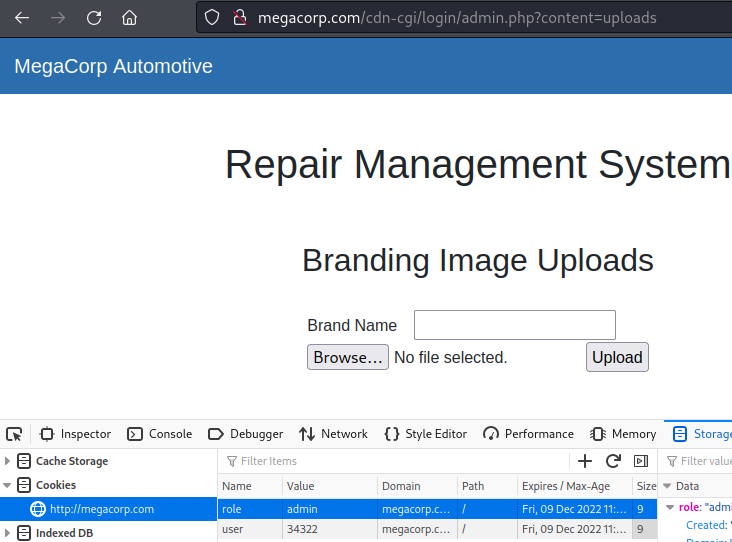 megacorp.com/cdn-cgi/login/admin.php?content=uploads
MegaCorp Automotive
Repair Management System
Branding Image Uploads
Brand Name
Browse... No file selected. Upload
Inspector Console Debugger Network Style Editor Performance Memory Storage
Cache Storage Filter Items Filter value
Cookies Name Value Domain Path Expires / Max-Age Size Data
http://megacorp.com role admin megacorp.c... / Fri, 09 Dec 2022 11:... 9 role: "admi
user 34322 megacorp.c... / Fri, 09 Dec 2022 11:... 9 Created: "
Indexed DB